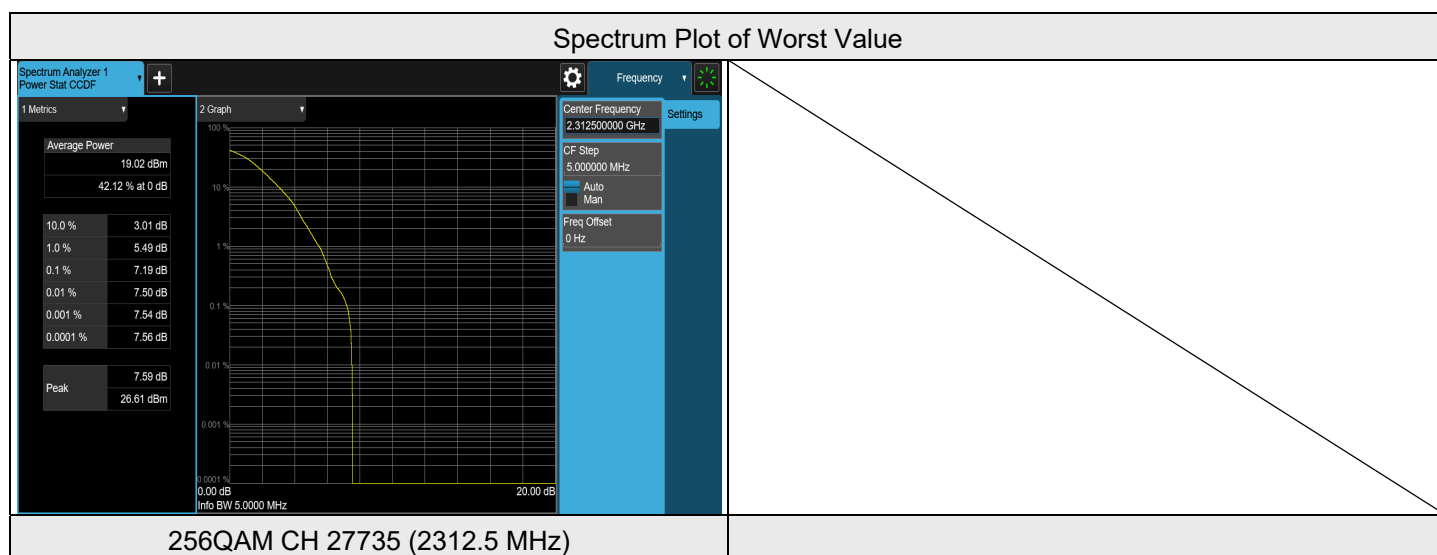 Spectrum Plot of Worst Value
Spectrum Analyzer 1
Power Stat CCDF
+
Frequency
1 Metrics
2 Graph
Center Frequency
2.312500000 GHz
Settings
CF Step
5.000000 MHz
Auto
Man
Freq Offset
0 Hz
Average Power
19.02 dBm
42.12 % at 0 dB
10.0 % 3.01 dB
1.0 % 5.49 dB
0.1 % 7.19 dB
0.01 % 7.50 dB
0.001 % 7.54 dB
0.0001 % 7.56 dB
Peak 7.59 dB
26.61 dBm
100 %
10 %
1 %
0.1 %
0.01 %
0.001 %
0.0001 %
0.00 dB 20.00 dB
Info BW 5.0000 MHz
256QAM CH 27735 (2312.5 MHz)